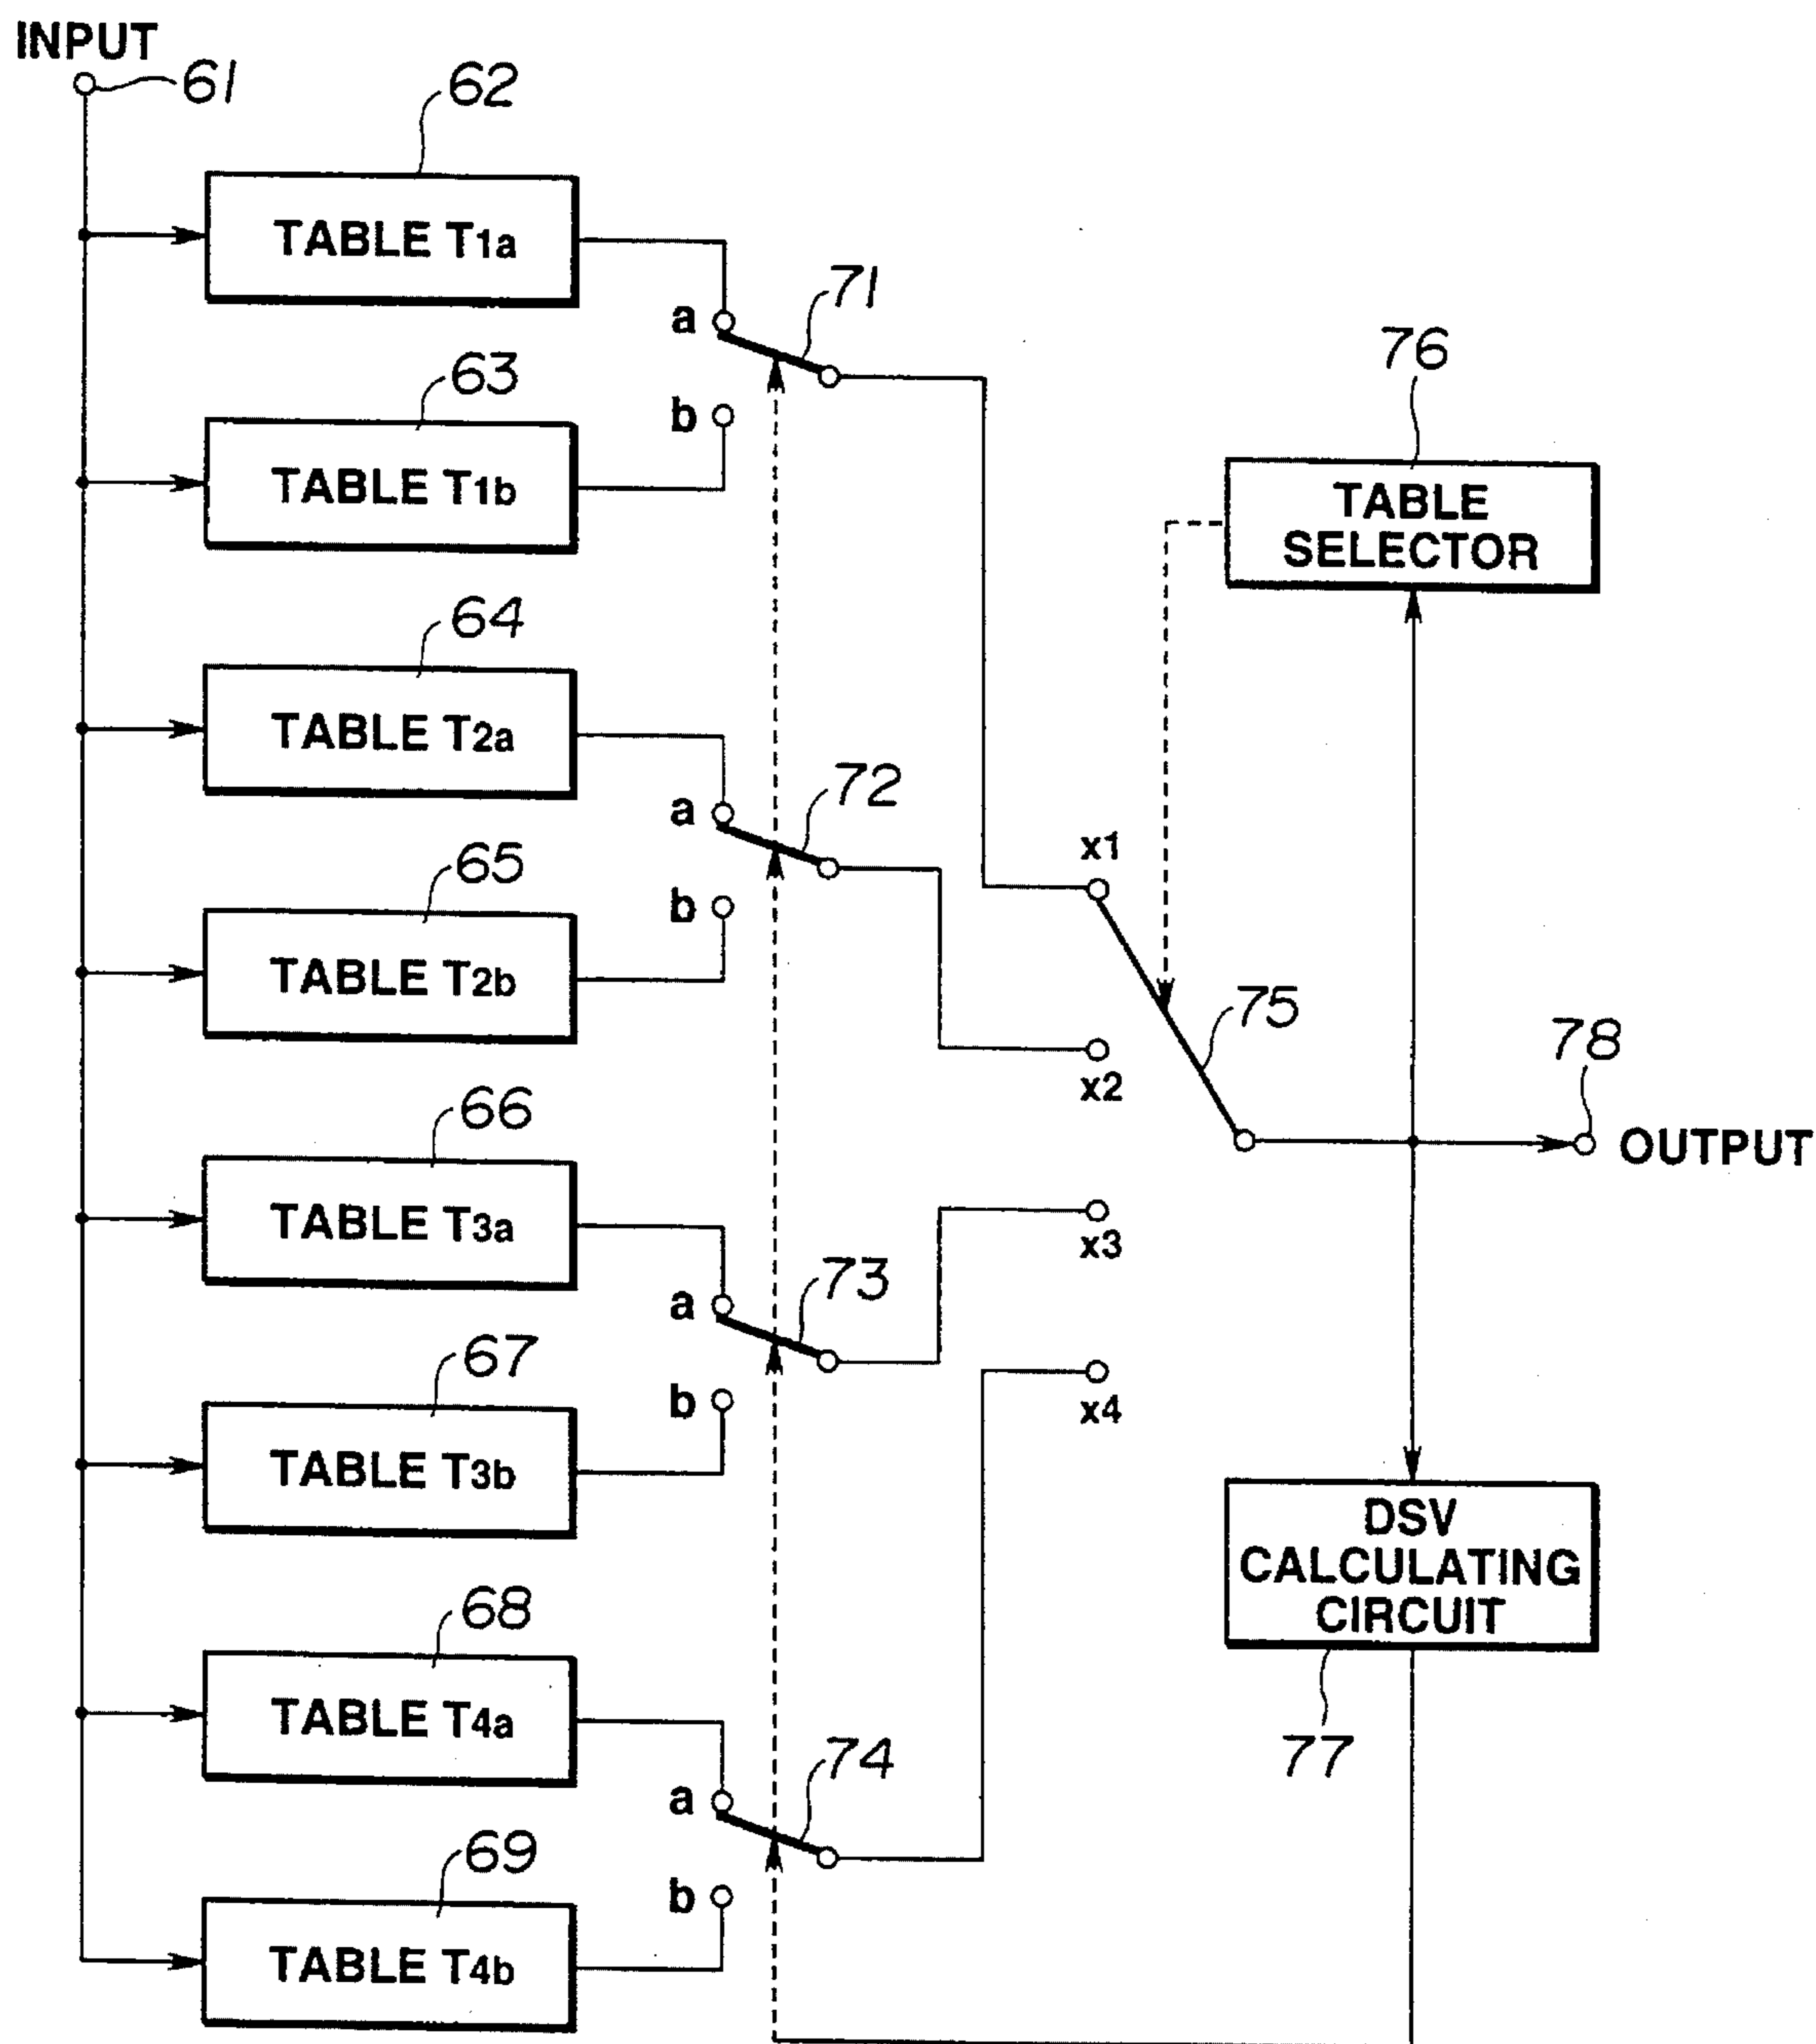 INPUT
61
62
TABLE T1a
71
a
76
63
b
TABLE T1b
TABLE
SELECTOR
64
TABLE T2a
72
a
x1
65
b
TABLE T2b
75
78
x2
66
OUTPUT
TABLE T3a
x3
73
a
67
b
x4
TABLE T3b
DSV
CALCULATING
CIRCUIT
68
TABLE T4a
77
74
a
69
b
TABLE T4b